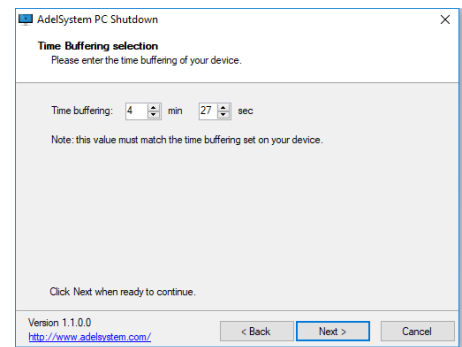 AdelSystem PC Shutdown
Time Buffering selection
Please enter the time buffering of your device.
Time buffering: 4 min 27 sec
Note: this value must match the time buffering set on your device.
Click Next when ready to continue.
Version 1.1.0.0
http://www.adelsystem.com/
< Back Next > Cancel